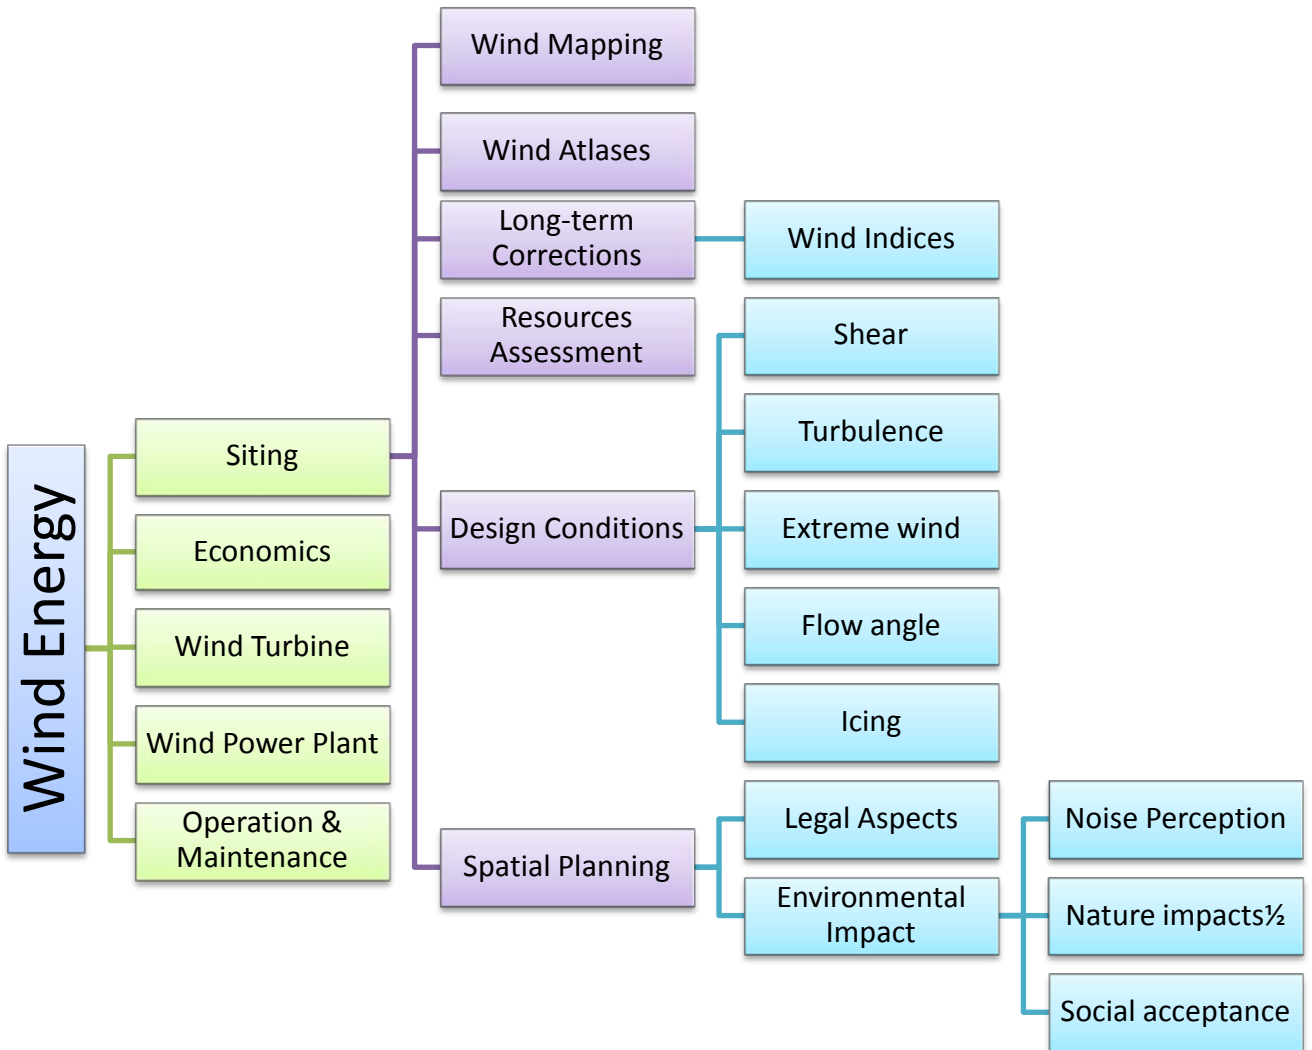 Wind Energy
Siting
Economics
Wind Turbine
Wind Power Plant
Operation &
Maintenance
Wind Mapping
Wind Atlases
Long-term
Corrections
Resources
Assessment
Design Conditions
Spatial Planning
Wind Indices
Shear
Turbulence
Extreme wind
Flow angle
Icing
Legal Aspects
Environmental
Impact
Noise Perception
Nature impacts½
Social acceptance